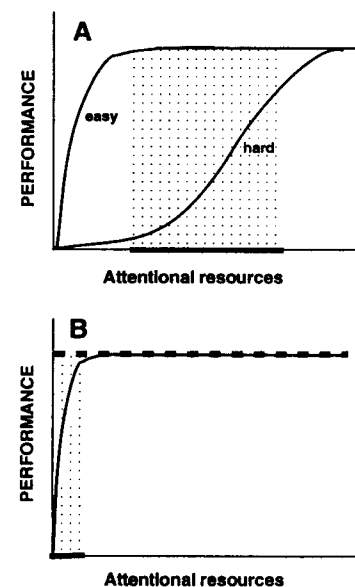 A
PERFORMANCE
easy
hard
Attentional resources
B
PERFORMANCE
Attentional resources